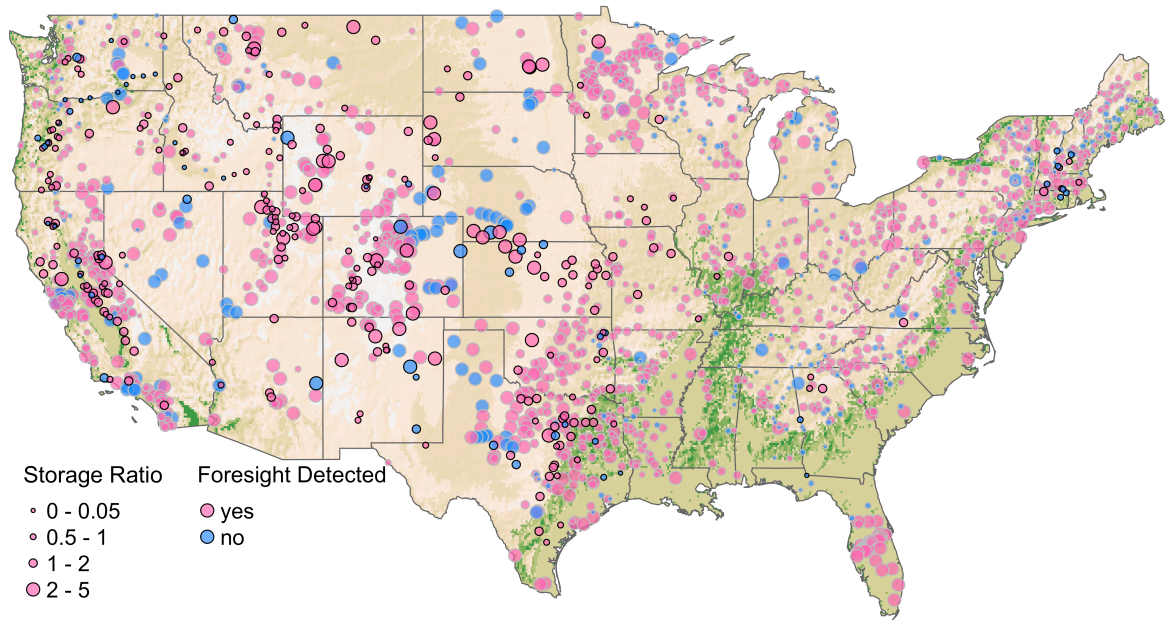 Storage Ratio
0 - 0.05
0.5 - 1
1 - 2
2 - 5
Foresight Detected
yes
no